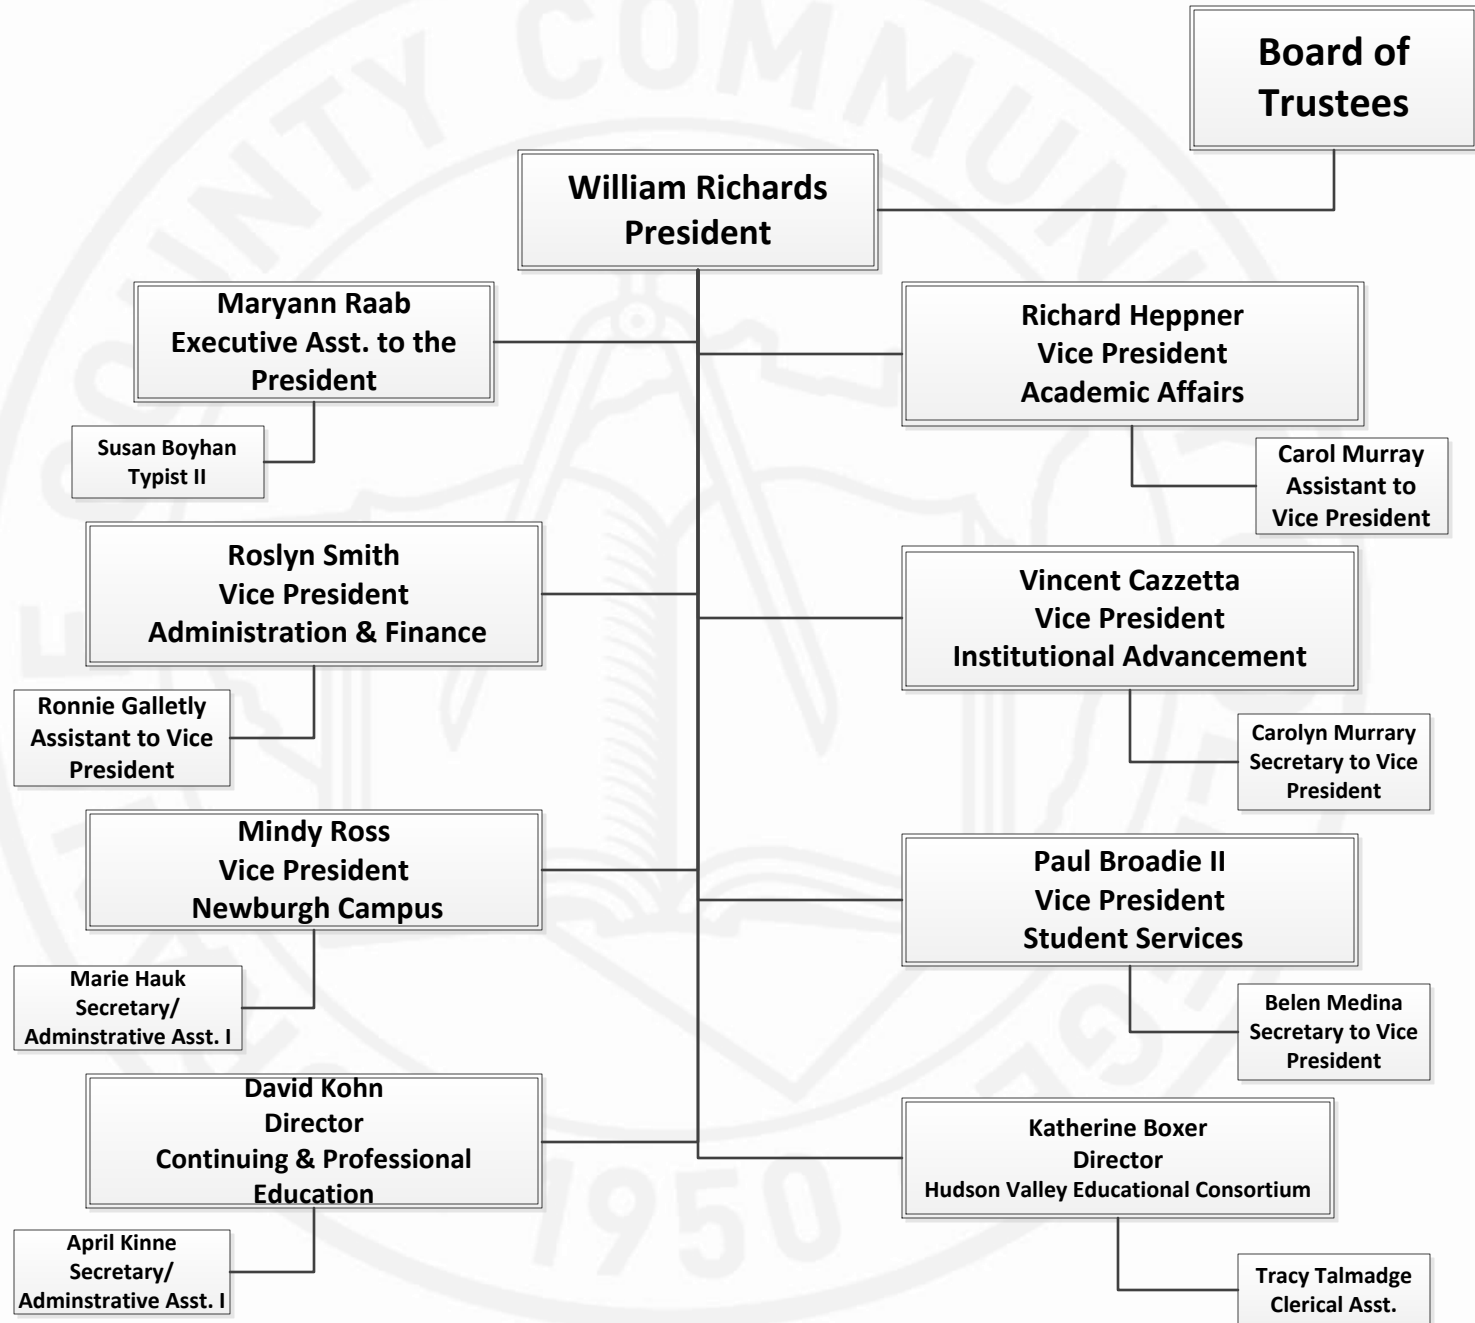 Board of
Trustees
William Richards
President
Maryann Raab
Executive Asst. to the
President
Richard Heppner
Vice President
Academic Affairs
Susan Boyhan
Typist II
Carol Murray
Assistant to
Vice President
Roslyn Smith
Vice President
Administration & Finance
Vincent Cazzetta
Vice President
Institutional Advancement
Ronnie Galletly
Assistant to Vice
President
Carolyn Murrary
Secretary to Vice
President
Mindy Ross
Vice President
Newburgh Campus
Paul Broadie II
Vice President
Student Services
Marie Hauk
Secretary/
Adminstrative Asst. I
Belen Medina
Secretary to Vice
President
David Kohn
Director
Continuing & Professional
Education
Katherine Boxer
Director
Hudson Valley Educational Consortium
April Kinne
Secretary/
Adminstrative Asst. I
Tracy Talmadge
Clerical Asst.
COUNTY COMMUNITY
1950